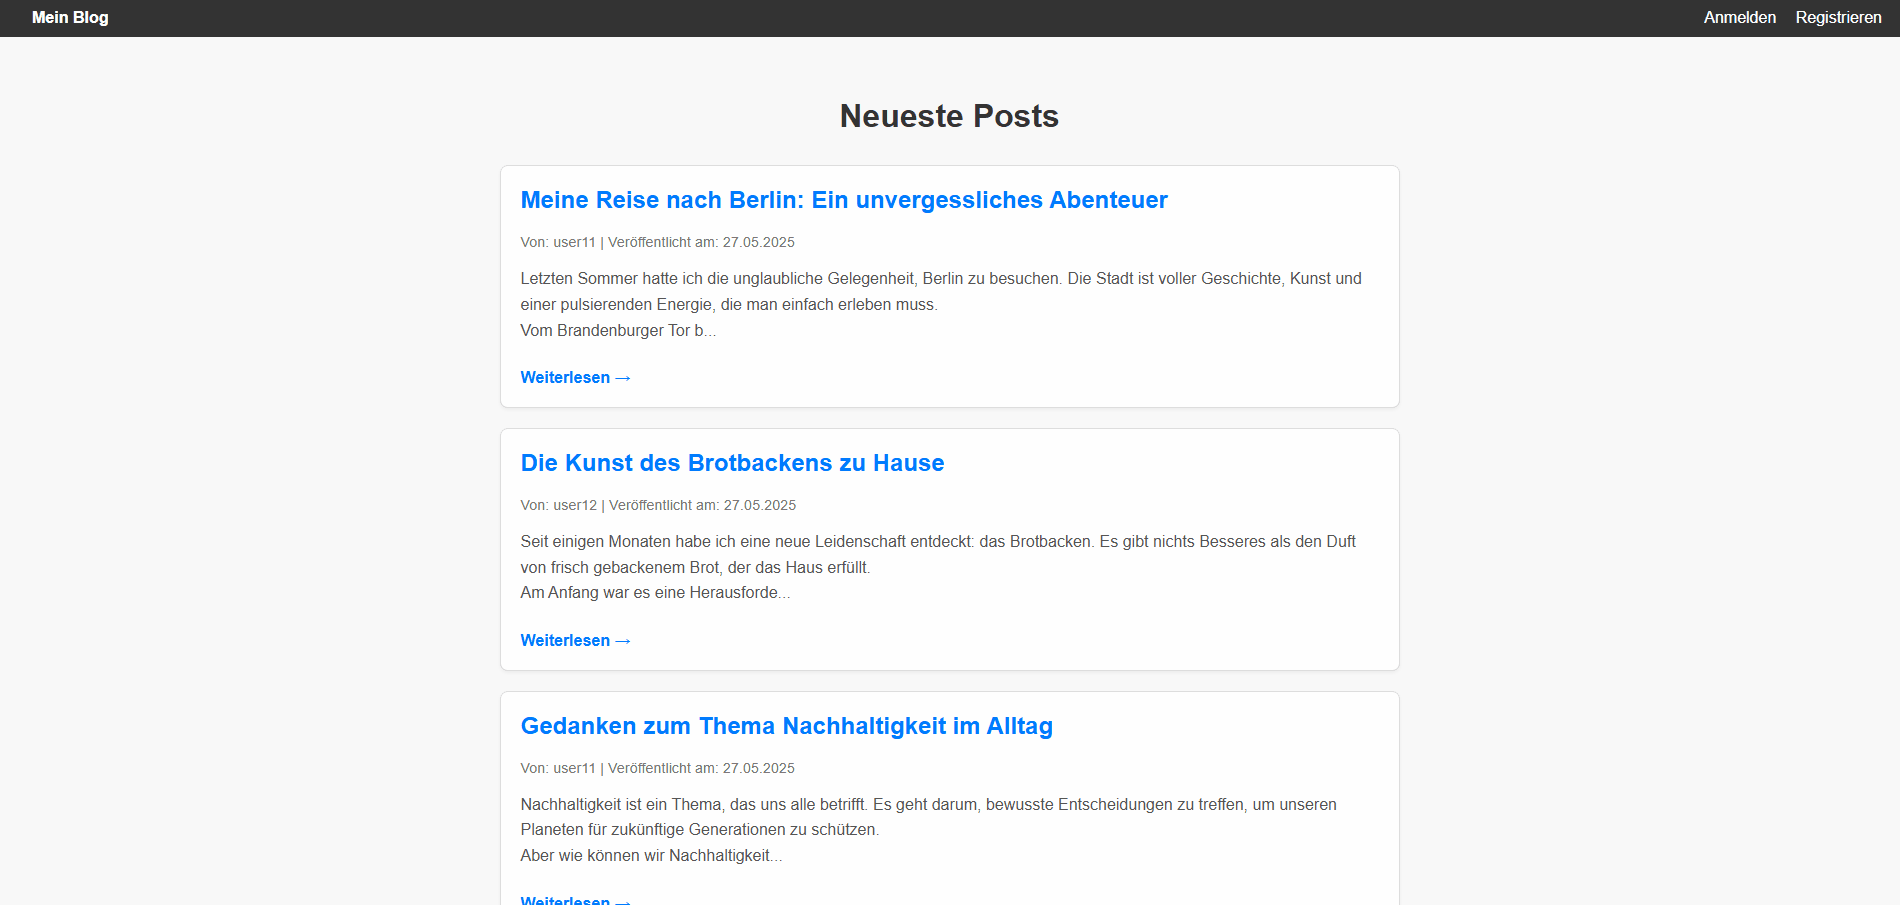 Mein Blog
Anmelden
Registrieren
Neueste Posts
Meine Reise nach Berlin: Ein unvergessliches Abenteuer
Von: user11 | Veröffentlicht am: 27.05.2025
Letzten Sommer hatte ich die unglaubliche Gelegenheit, Berlin zu besuchen. Die Stadt ist voller Geschichte, Kunst und
einer pulsierenden Energie, die man einfach erleben muss.
Vom Brandenburger Tor b...
Weiterlesen →
Die Kunst des Brotbackens zu Hause
Von: user12 | Veröffentlicht am: 27.05.2025
Seit einigen Monaten habe ich eine neue Leidenschaft entdeckt: das Brotbacken. Es gibt nichts Besseres als den Duft
von frisch gebackenem Brot, der das Haus erfüllt.
Am Anfang war es eine Herausforde...
Weiterlesen →
Gedanken zum Thema Nachhaltigkeit im Alltag
Von: user11 | Veröffentlicht am: 27.05.2025
Nachhaltigkeit ist ein Thema, das uns alle betrifft. Es geht darum, bewusste Entscheidungen zu treffen, um unseren
Planeten für zukünftige Generationen zu schützen.
Aber wie können wir Nachhaltigkeit...
Weiterlesen →